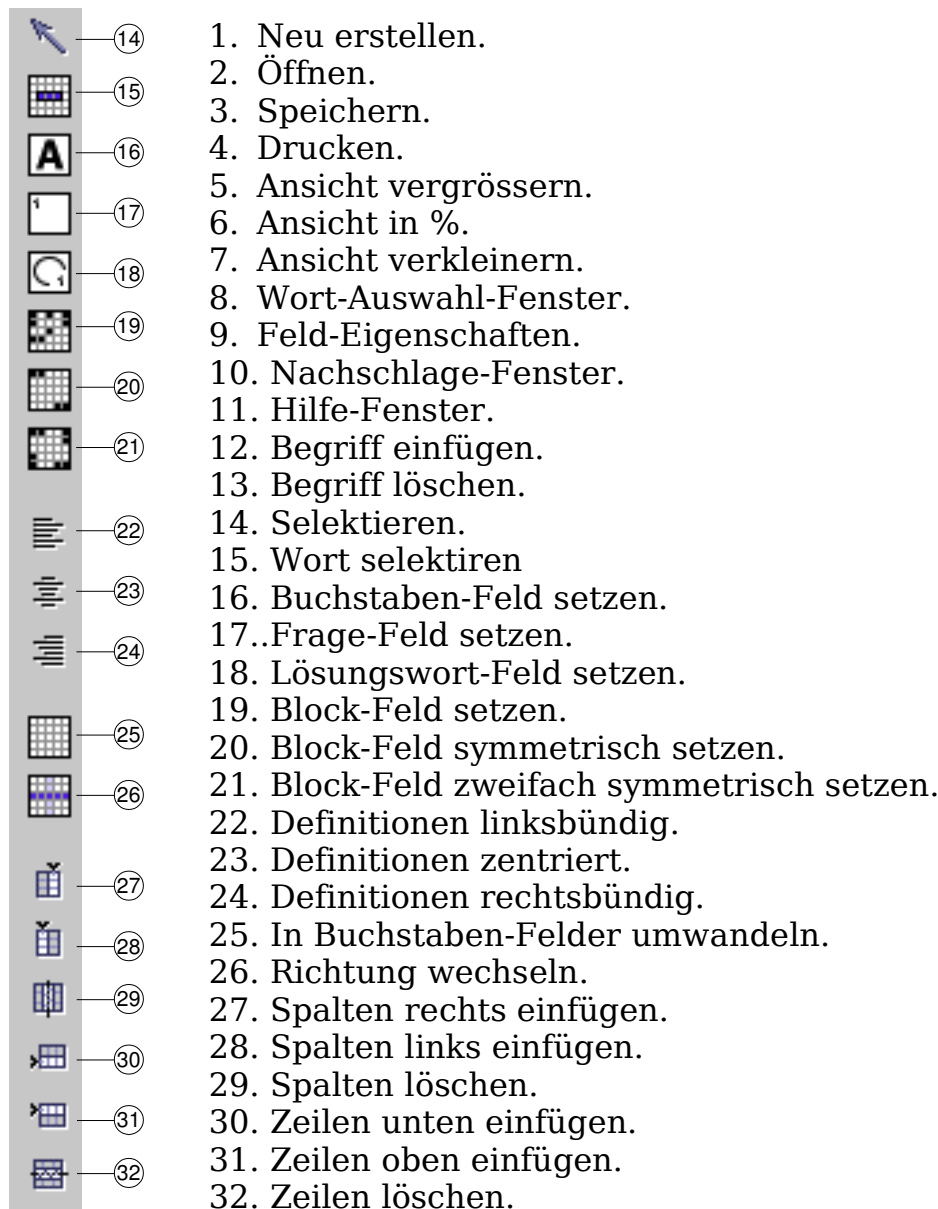 14
15
16
17
18
19
20
21
22
23
24
25
26
27
28
29
30
31
32
1. Neu erstellen.
2. Öffnen.
3. Speichern.
4. Drucken.
5. Ansicht vergrössern.
6. Ansicht in %.
7. Ansicht verkleinern.
8. Wort-Auswahl-Fenster.
9. Feld-Eigenschaften.
10. Nachschlage-Fenster.
11. Hilfe-Fenster.
12. Begriff einfügen.
13. Begriff löschen.
14. Selektieren.
15. Wort selektiren
16. Buchstaben-Feld setzen.
17..Frage-Feld setzen.
18. Lösungswort-Feld setzen.
19. Block-Feld setzen.
20. Block-Feld symmetrisch setzen.
21. Block-Feld zweifach symmetrisch setzen.
22. Definitionen linksbündig.
23. Definitionen zentriert.
24. Definitionen rechtsbündig.
25. In Buchstaben-Felder umwandeln.
26. Richtung wechseln.
27. Spalten rechts einfügen.
28. Spalten links einfügen.
29. Spalten löschen.
30. Zeilen unten einfügen.
31. Zeilen oben einfügen.
32. Zeilen löschen.
A
1
1